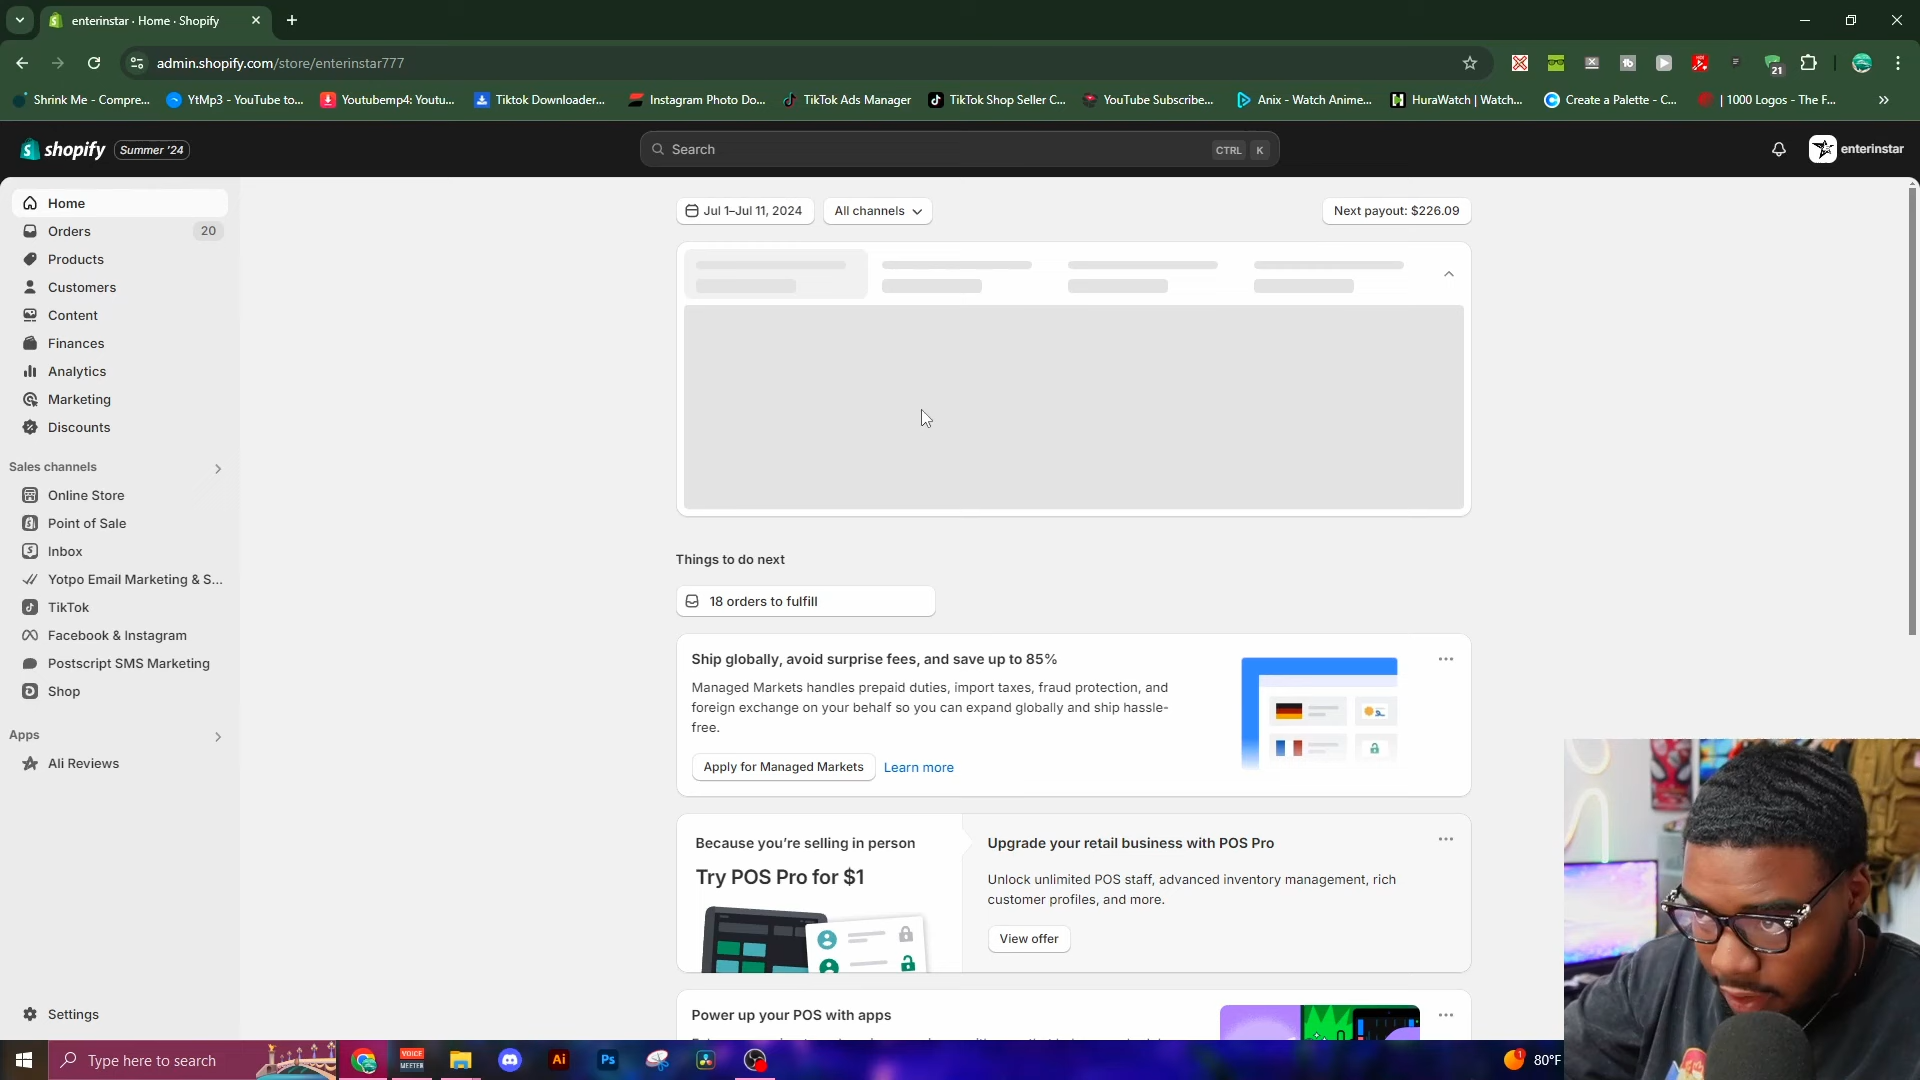 enterinstar · Home · Shopify
admin.shopify.com/store/enterinstar777
21
Shrink Me - Compre...
YtMp3 - YouTube to...
Youtubemp4: Youtu...
Tiktok Downloader...
Instagram Photo Do...
TikTok Ads Manager
TikTok Shop Seller C...
YouTube Subscribe...
Anix - Watch Anime...
HuraWatch | Watch...
Create a Palette - C...
| 1000 Logos - The F...
shopify
Summer '24
Search
CTRL K
enterinstar
Home
Orders 20
Products
Customers
Content
Finances
Analytics
Marketing
Discounts
Sales channels
Online Store
Point of Sale
Inbox
Yotpo Email Marketing & S...
TikTok
Facebook & Instagram
Postscript SMS Marketing
Shop
Apps
Ali Reviews
Settings
Jul 1–Jul 11, 2024
All channels
Next payout: $226.09
Things to do next
18 orders to fulfill
Ship globally, avoid surprise fees, and save up to 85%
Managed Markets handles prepaid duties, import taxes, fraud protection, and
foreign exchange on your behalf so you can expand globally and ship hassle-
free.
Apply for Managed Markets
Learn more
Because you're selling in person
Try POS Pro for $1
Upgrade your retail business with POS Pro
Unlock unlimited POS staff, advanced inventory management, rich
customer profiles, and more.
View offer
Power up your POS with apps
Type here to search
VOICE
MEETER
Ai
Ps
1
80°F